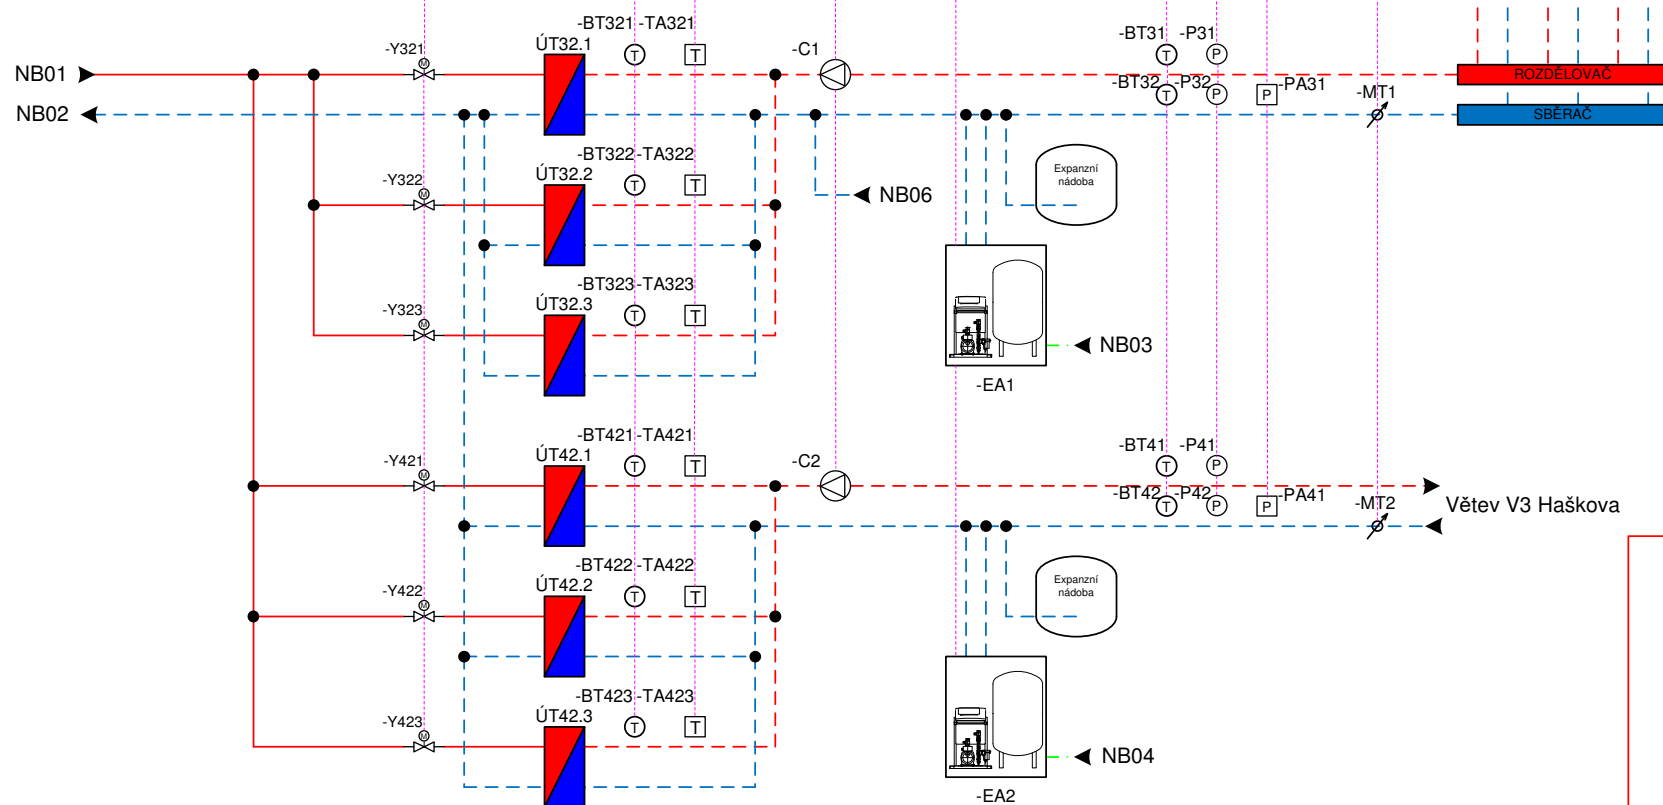 -BT321 -TA321
-BT31 -P31
-Y321
ÚT32.1
-C1
T
T
T
P
M
NB01
ROZDĚLOVAČ
-BT32 -P32
-PA31
-MT1
T
P
P
NB02
SBĚRAČ
-BT322 -TA322
ÚT32.2
-Y322
T
T
M
Expanzní
nádoba
NB06
-BT323 -TA323
ÚT32.3
-Y323
T
T
M
NB03
-EA1
-BT421 -TA421
-BT41 -P41
-Y421
ÚT42.1
-C2
T
T
T
P
M
-BT42 -P42
-PA41
-MT2
T
P
P
Větev V3 Haškova
-BT422 -TA422
ÚT42.2
-Y422
T
T
M
Expanzní
nádoba
-BT423 -TA423
ÚT42.3
-Y423
T
T
M
NB04
-EA2